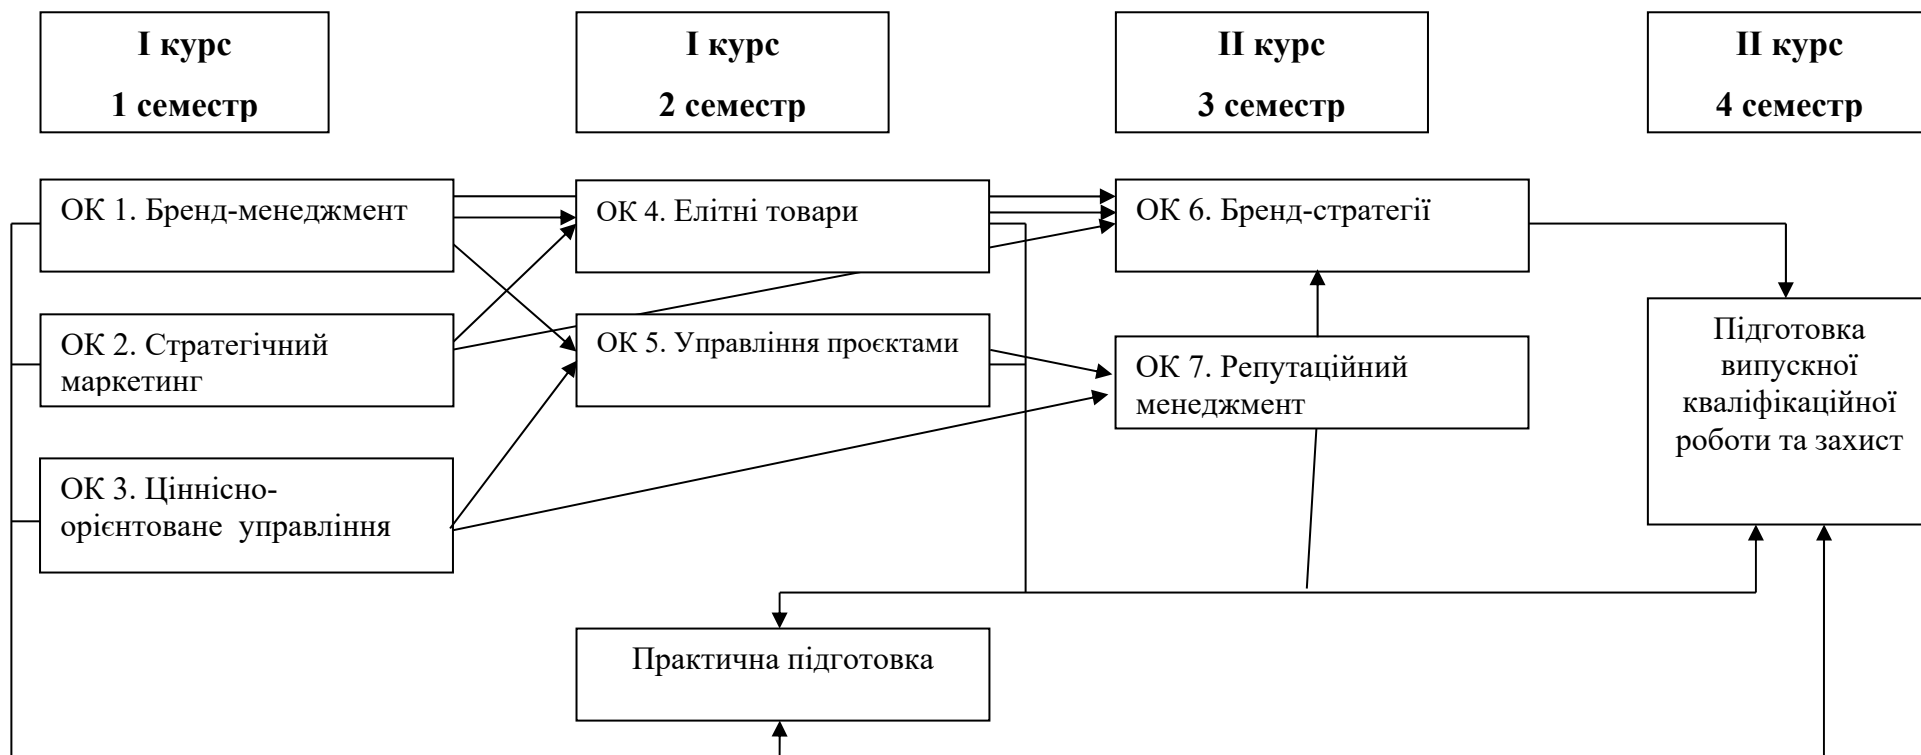 І курс
1 семестр
І курс
2 семестр
ІІ курс
3 семестр
ІІ курс
4 семестр
ОК 1. Бренд-менеджмент
ОК 2. Стратегічний
маркетинг
ОК 3. Ціннісно-
орієнтоване управління
ОК 4. Елітні товари
ОК 5. Управління проєктами
ОК 6. Бренд-стратегії
ОК 7. Репутаційний
менеджмент
Підготовка
випускної
кваліфікаційної
роботи та захист
Практична підготовка